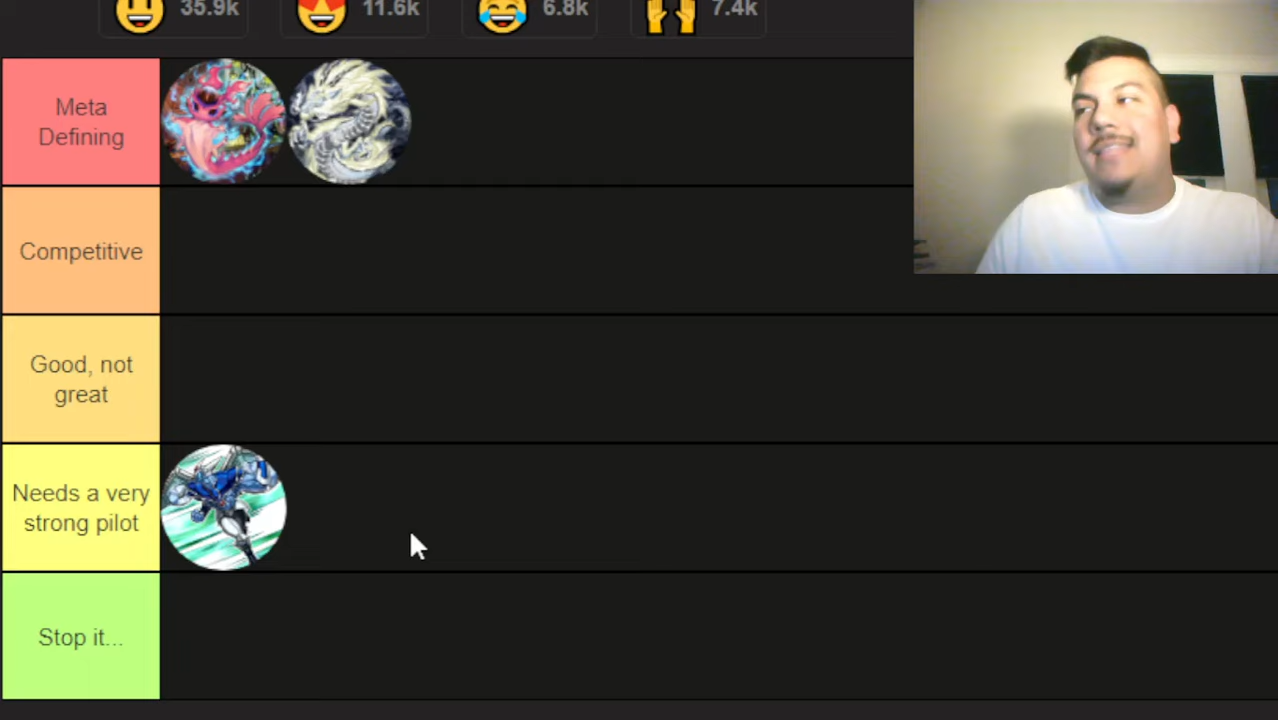 35.9k 11.6k 6.8k 7.4k
Meta
Defining
Competitive
Good, not
great
Needs a very
strong pilot
Stop it...